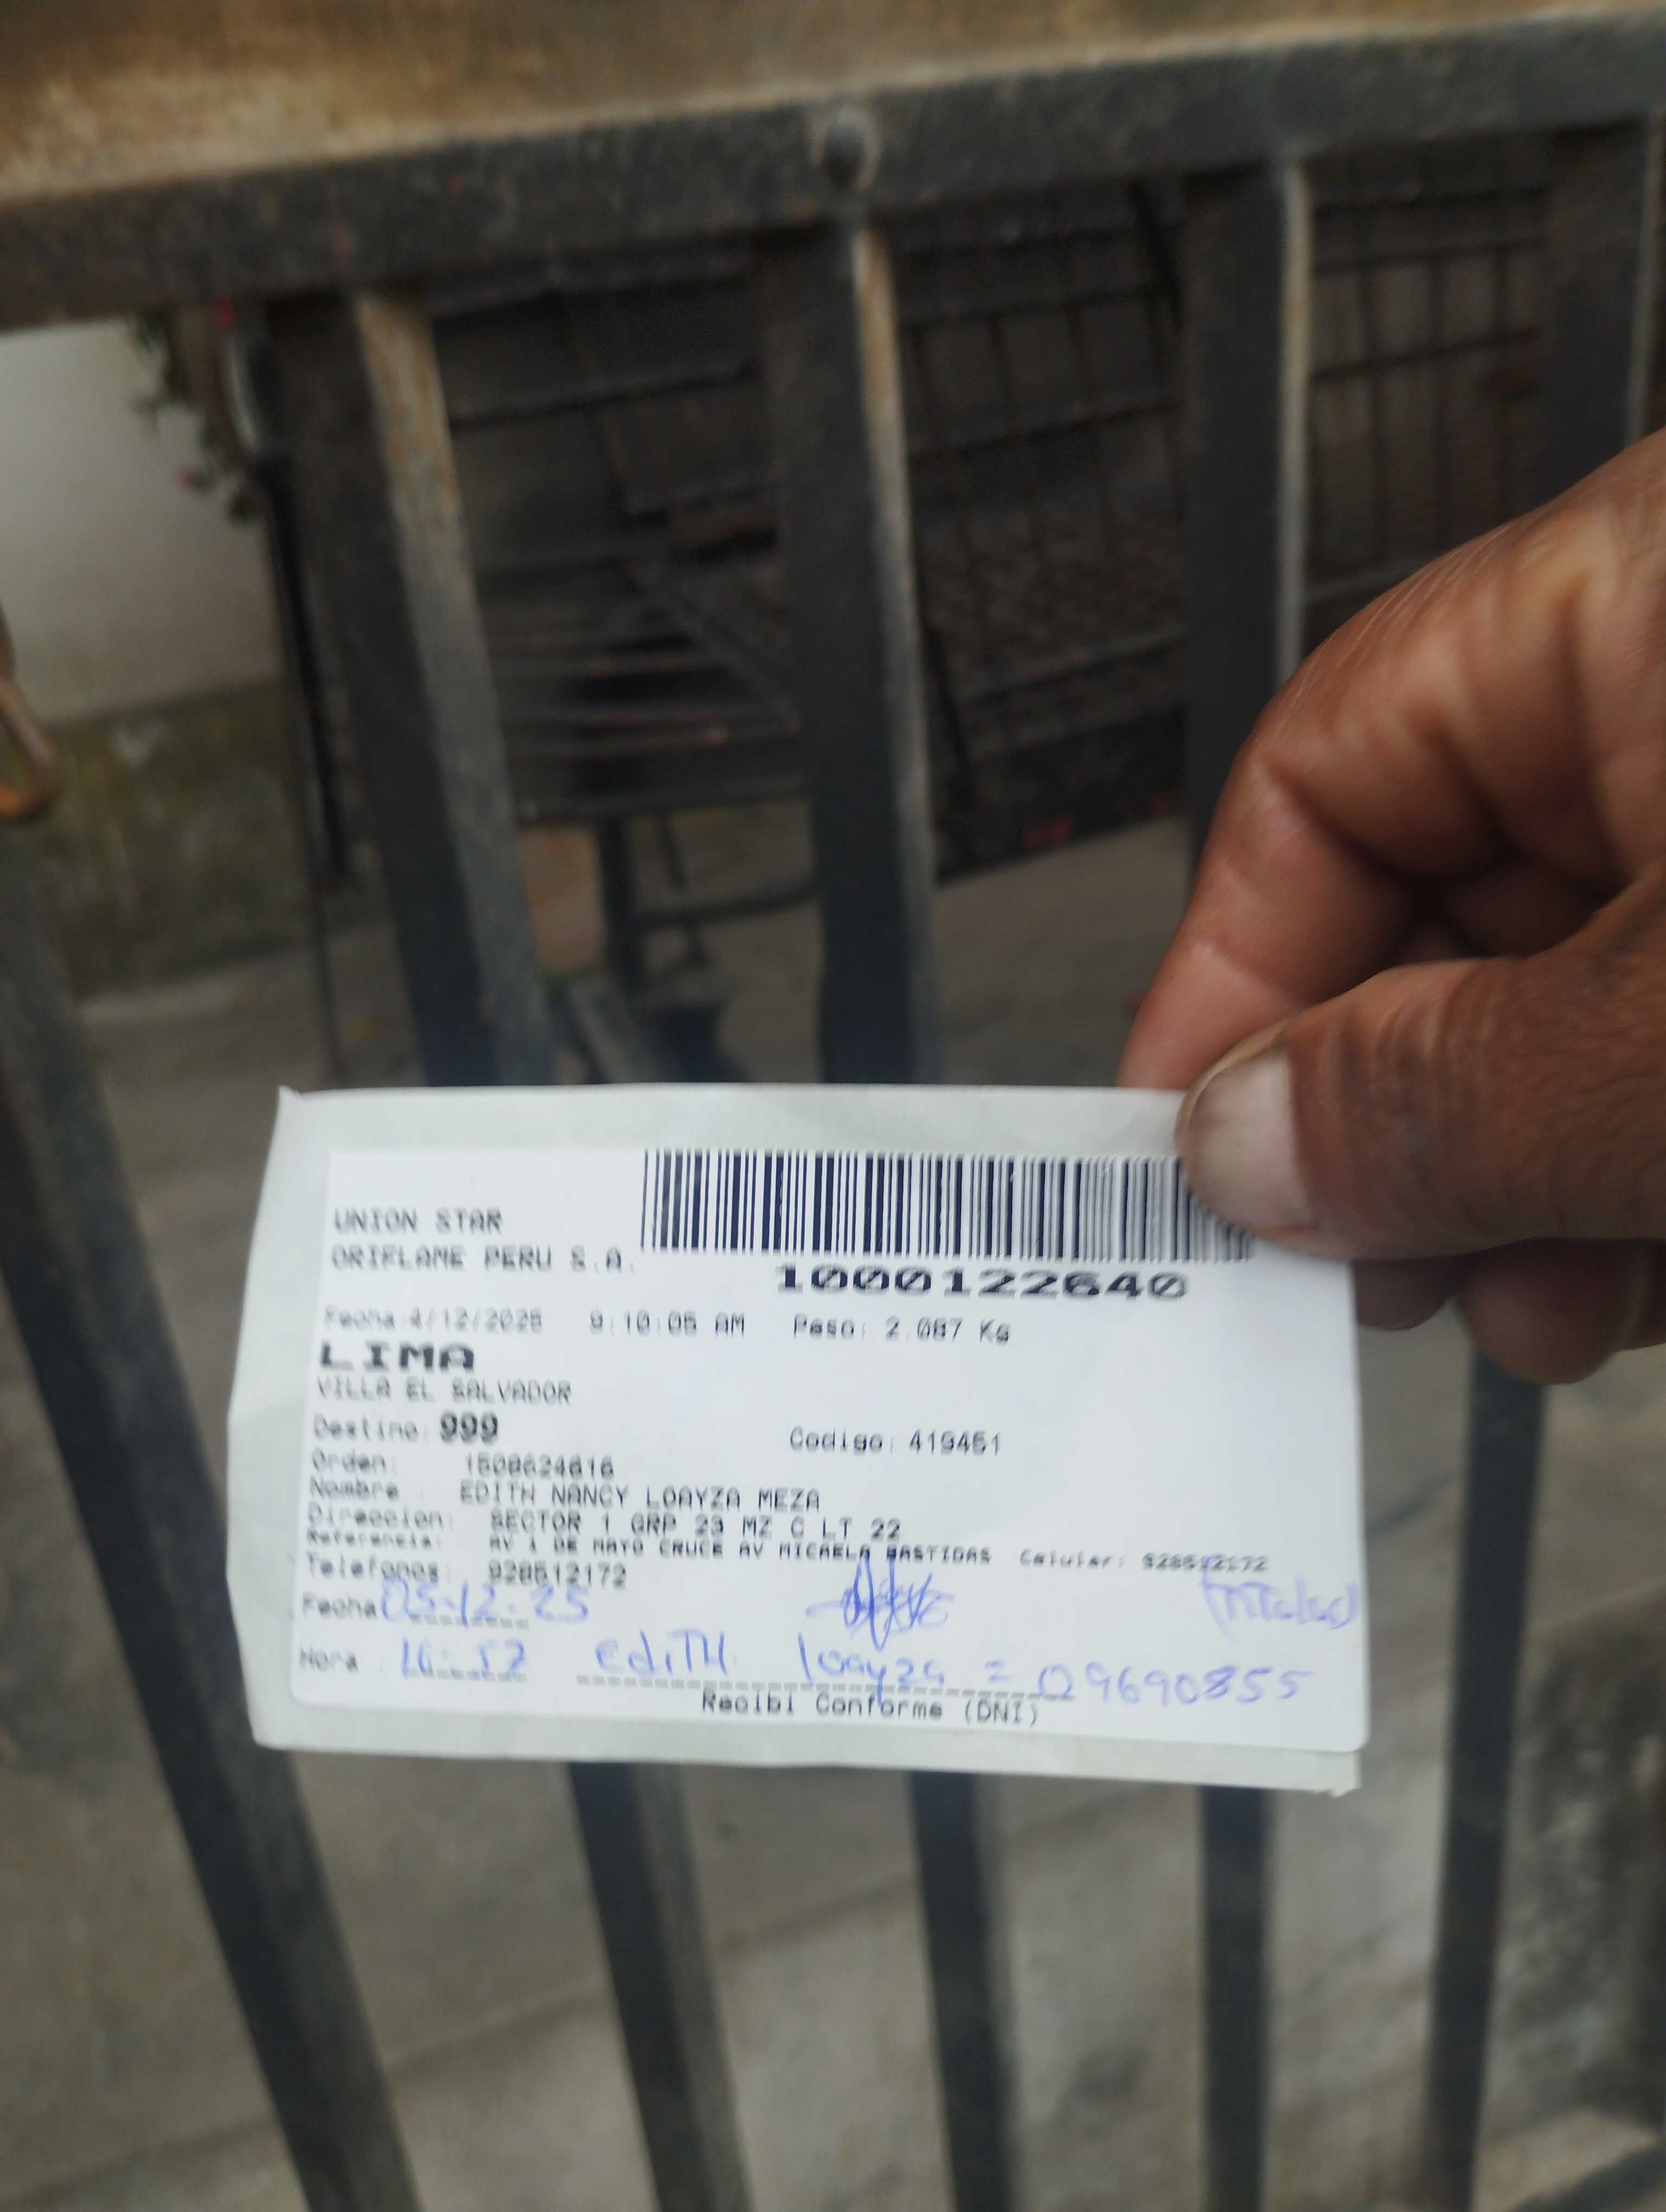 UNION STAR
ORIFLAME PERU S.A.
1000122640
Fecha:4/12/2025 9:10:05 AM Peso: 2.087 Kg
LIMA
VILLA EL SALVADOR
Destino: 999 Codigo: 419451
Orden: 1508624616
Nombre : EDITH NANCY LOAYZA MEZA
Direccion: SECTOR 1 GRP 23 MZ C LT 22
Referencia: AV 1 DE MAYO CRUCE AV MICAELA BASTIDAS Celular: 928512172
Telefonos: 928512172
Fecha 05-12-25
Hora
Edith loayza = 09690855
Recibi Conforme (DNI)